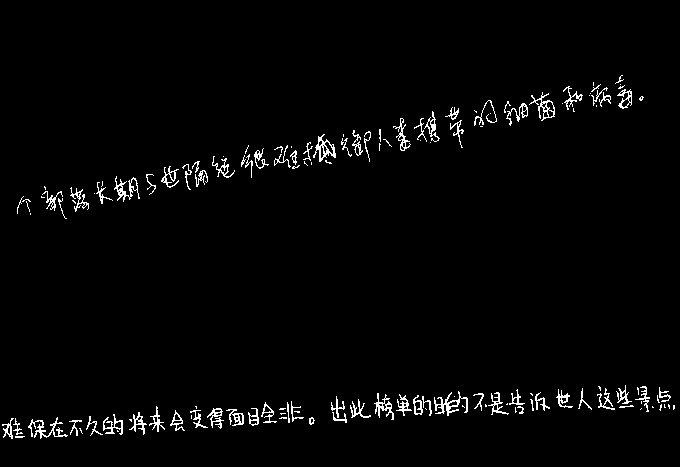 个部落长期与世隔绝很难抵御人类携带的细菌和病毒。
难保在不久的将来会变得面目全非。出此榜单的目的不是告诉世人这些景点,